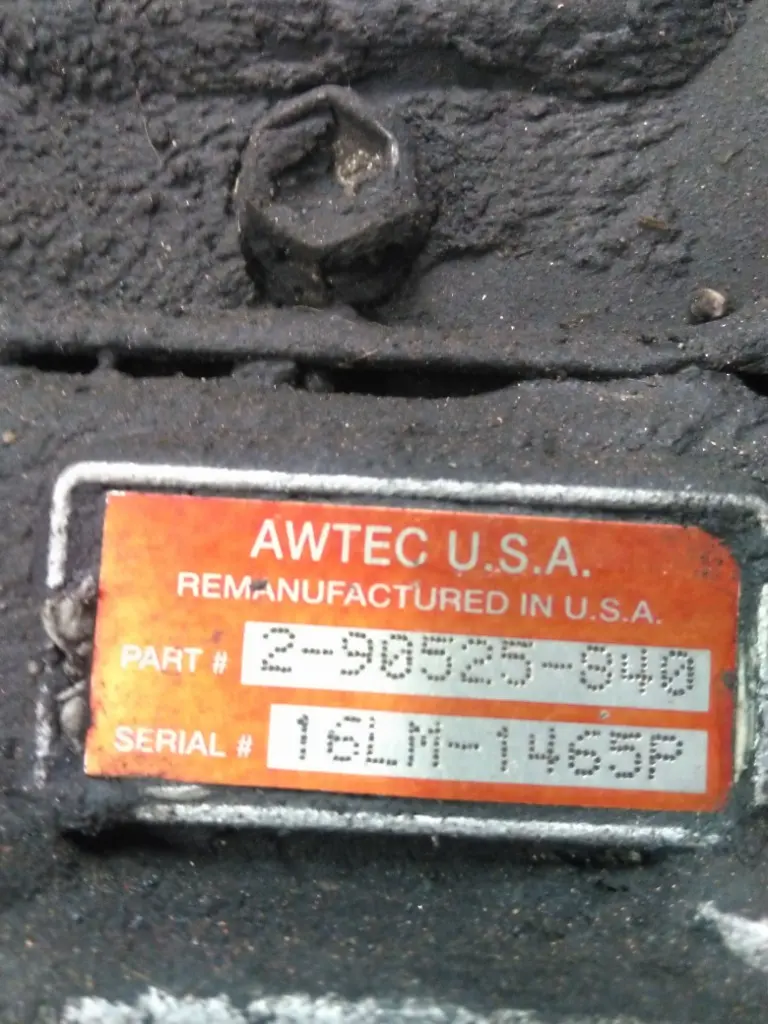 AWTEC U.S.A.
REMANUFACTURED IN U.S.A.
PART # 2-90525-840
SERIAL # 16LM-1465P